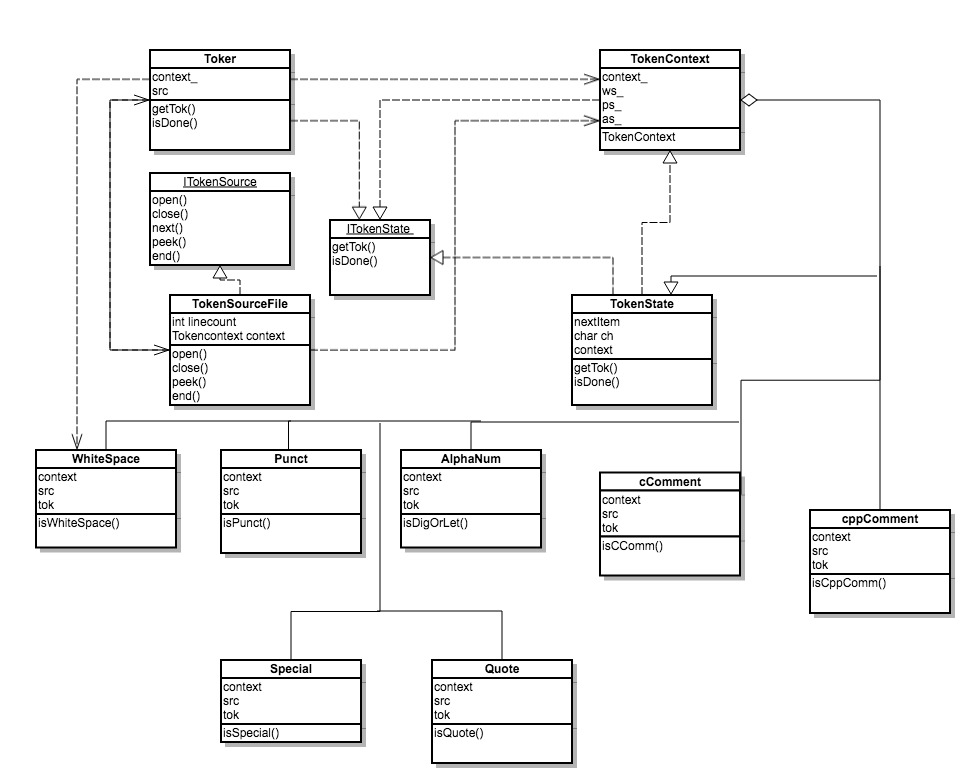 Toker
context_
src
getTok()
isDone()
TokenContext
context_
ws_
ps_
as_
TokenContext
ITokenSource
open()
close()
next()
peek()
end()
ITokenState
getTok()
isDone()
TokenSourceFile
int linecount
Tokencontext context
open()
close()
peek()
end()
TokenState
nextItem
char ch
context
getTok()
isDone()
WhiteSpace
context
src
tok
isWhiteSpace()
Punct
context
src
tok
isPunct()
AlphaNum
context
src
tok
isDigOrLet()
cComment
context
src
tok
isCComm()
cppComment
context
src
tok
isCppComm()
Special
context
src
tok
isSpecial()
Quote
context
src
tok
isQuote()